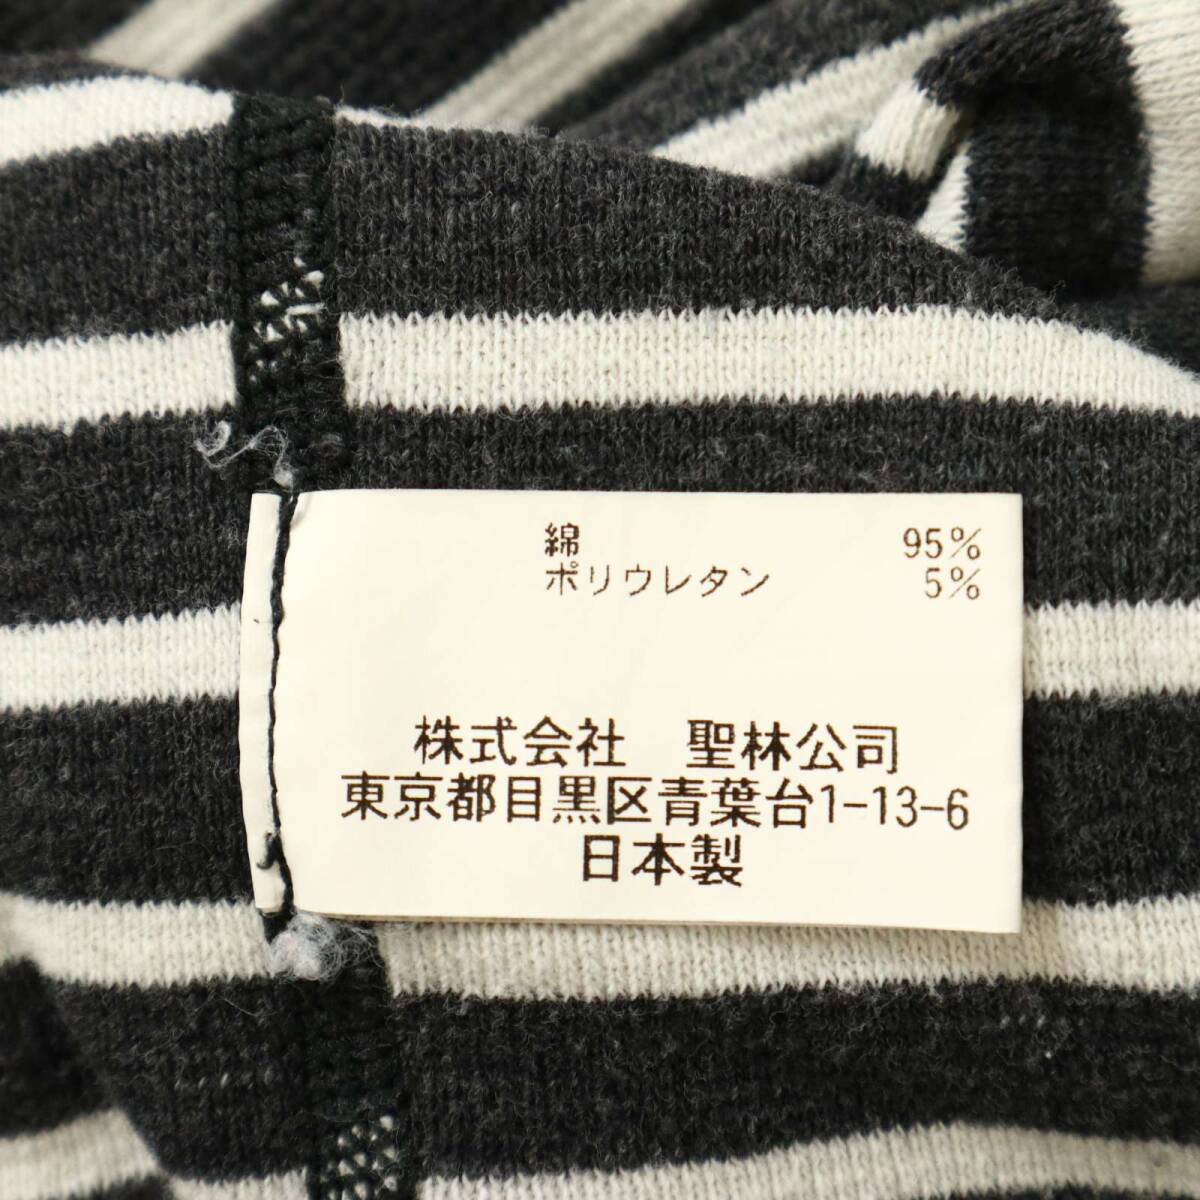 綿 95%
ポリウレタン 5%
株式会社 聖林公司
東京都目黒区青葉台1-13-6
日本製